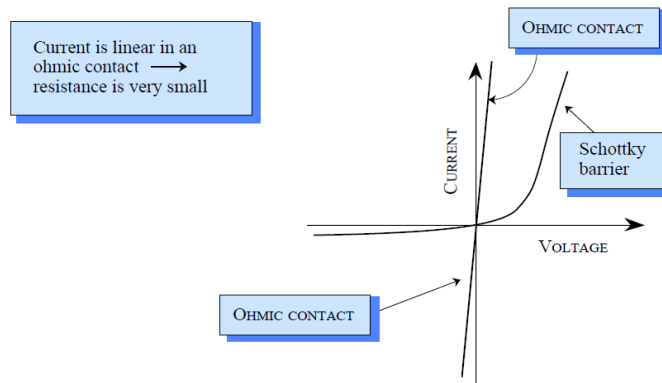 OHMIC CONTACT
Current is linear in an
ohmic contact →
resistance is very small
CURRENT
Schottky
barrier
VOLTAGE
OHMIC CONTACT